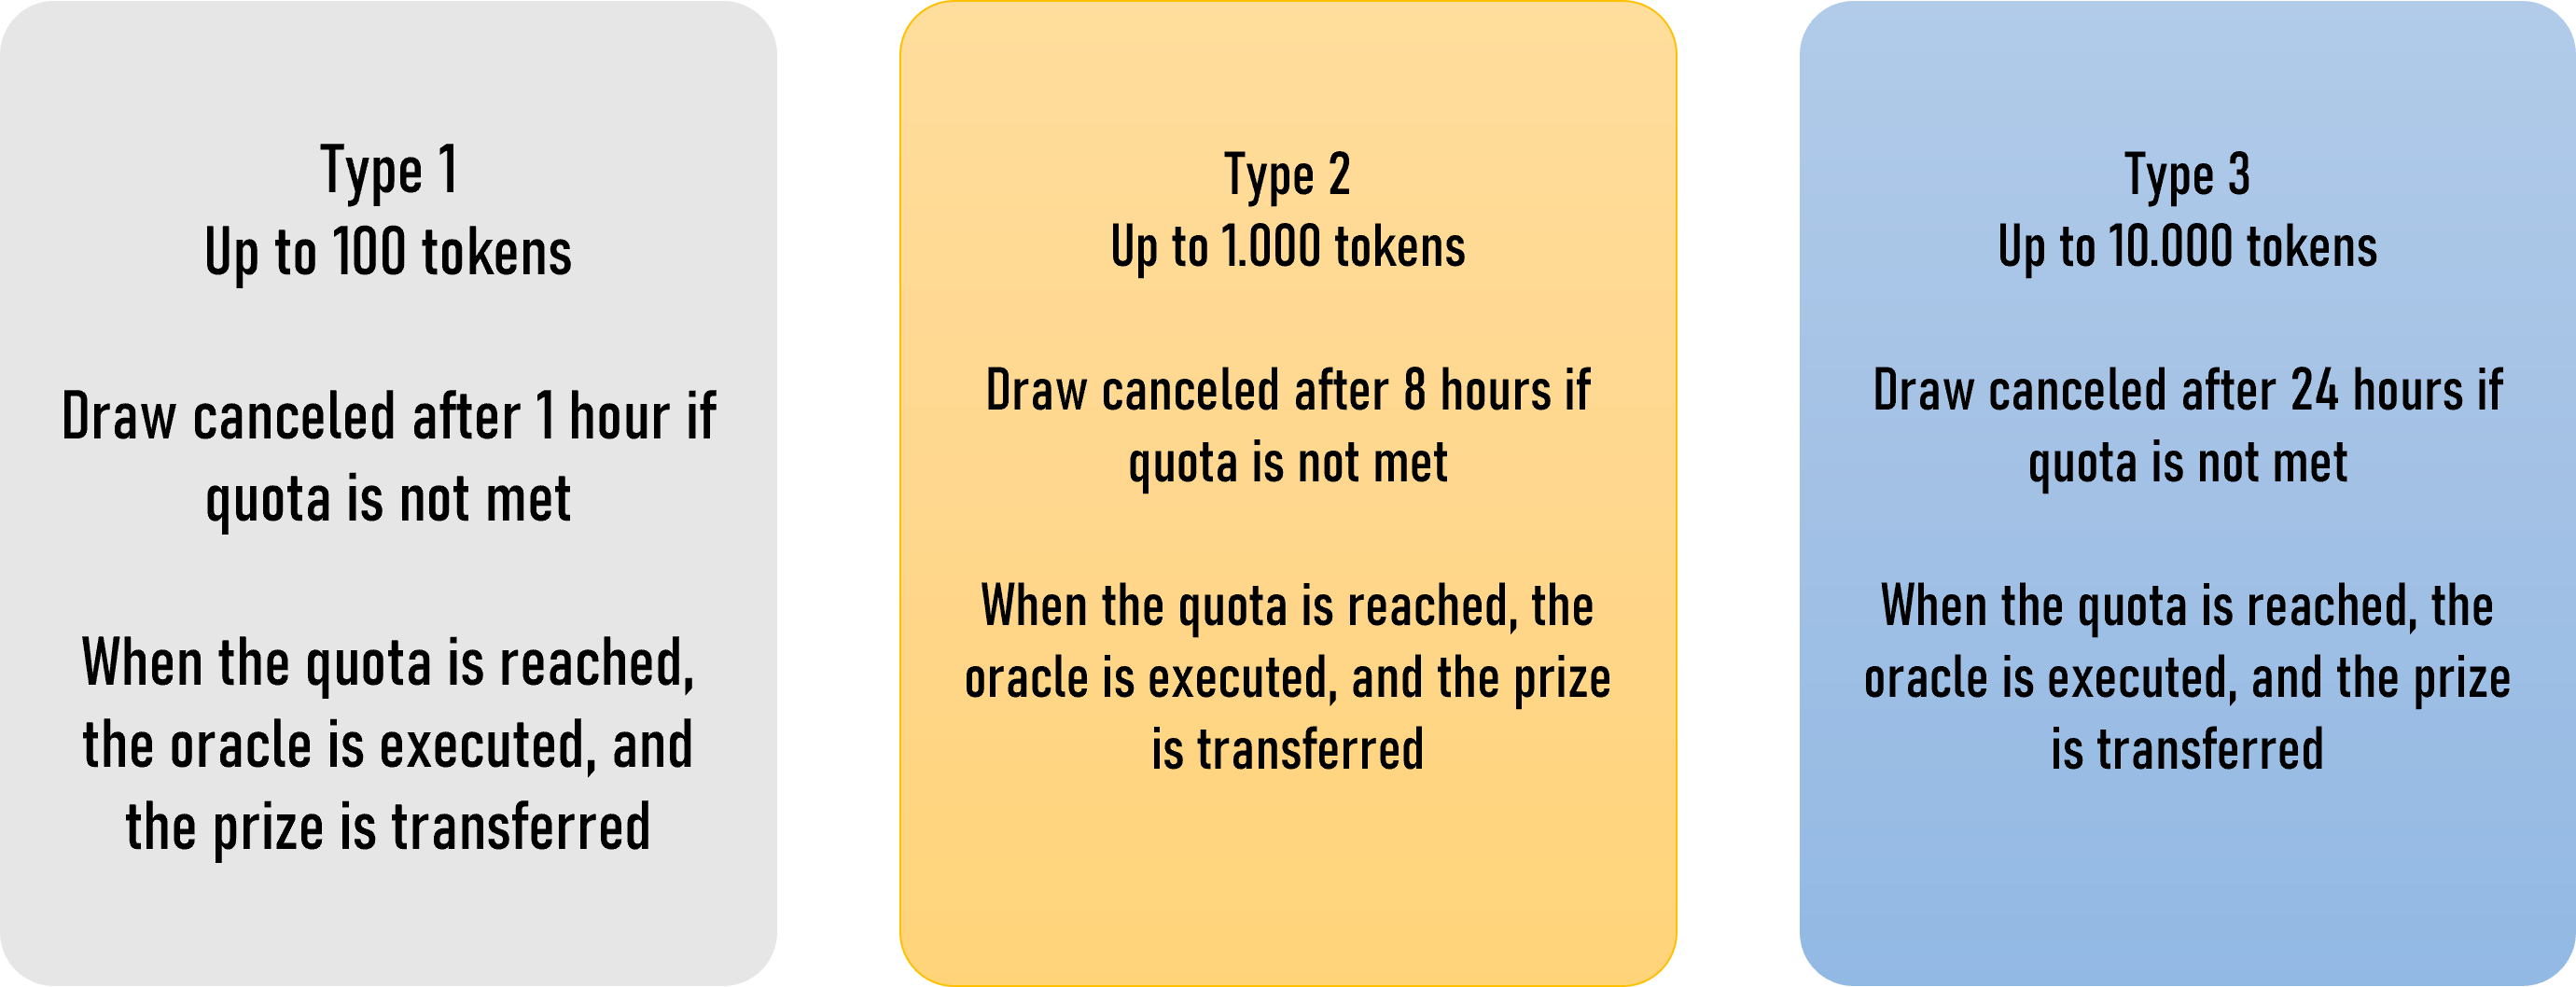 Type 1
Up to 100 tokens
Draw canceled after 1 hour if
quota is not met
When the quota is reached,
the oracle is executed, and
the prize is transferred
Type 2
Up to 1.000 tokens
Draw canceled after 8 hours if
quota is not met
When the quota is reached, the
oracle is executed, and the prize
is transferred
Type 3
Up to 10.000 tokens
Draw canceled after 24 hours if
quota is not met
When the quota is reached, the
oracle is executed, and the prize
is transferred